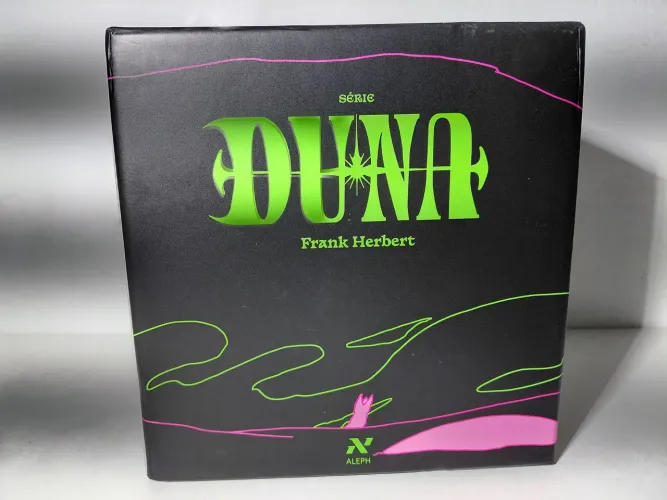 SÉRIE
DUNA
Frank Herbert
ALEPH